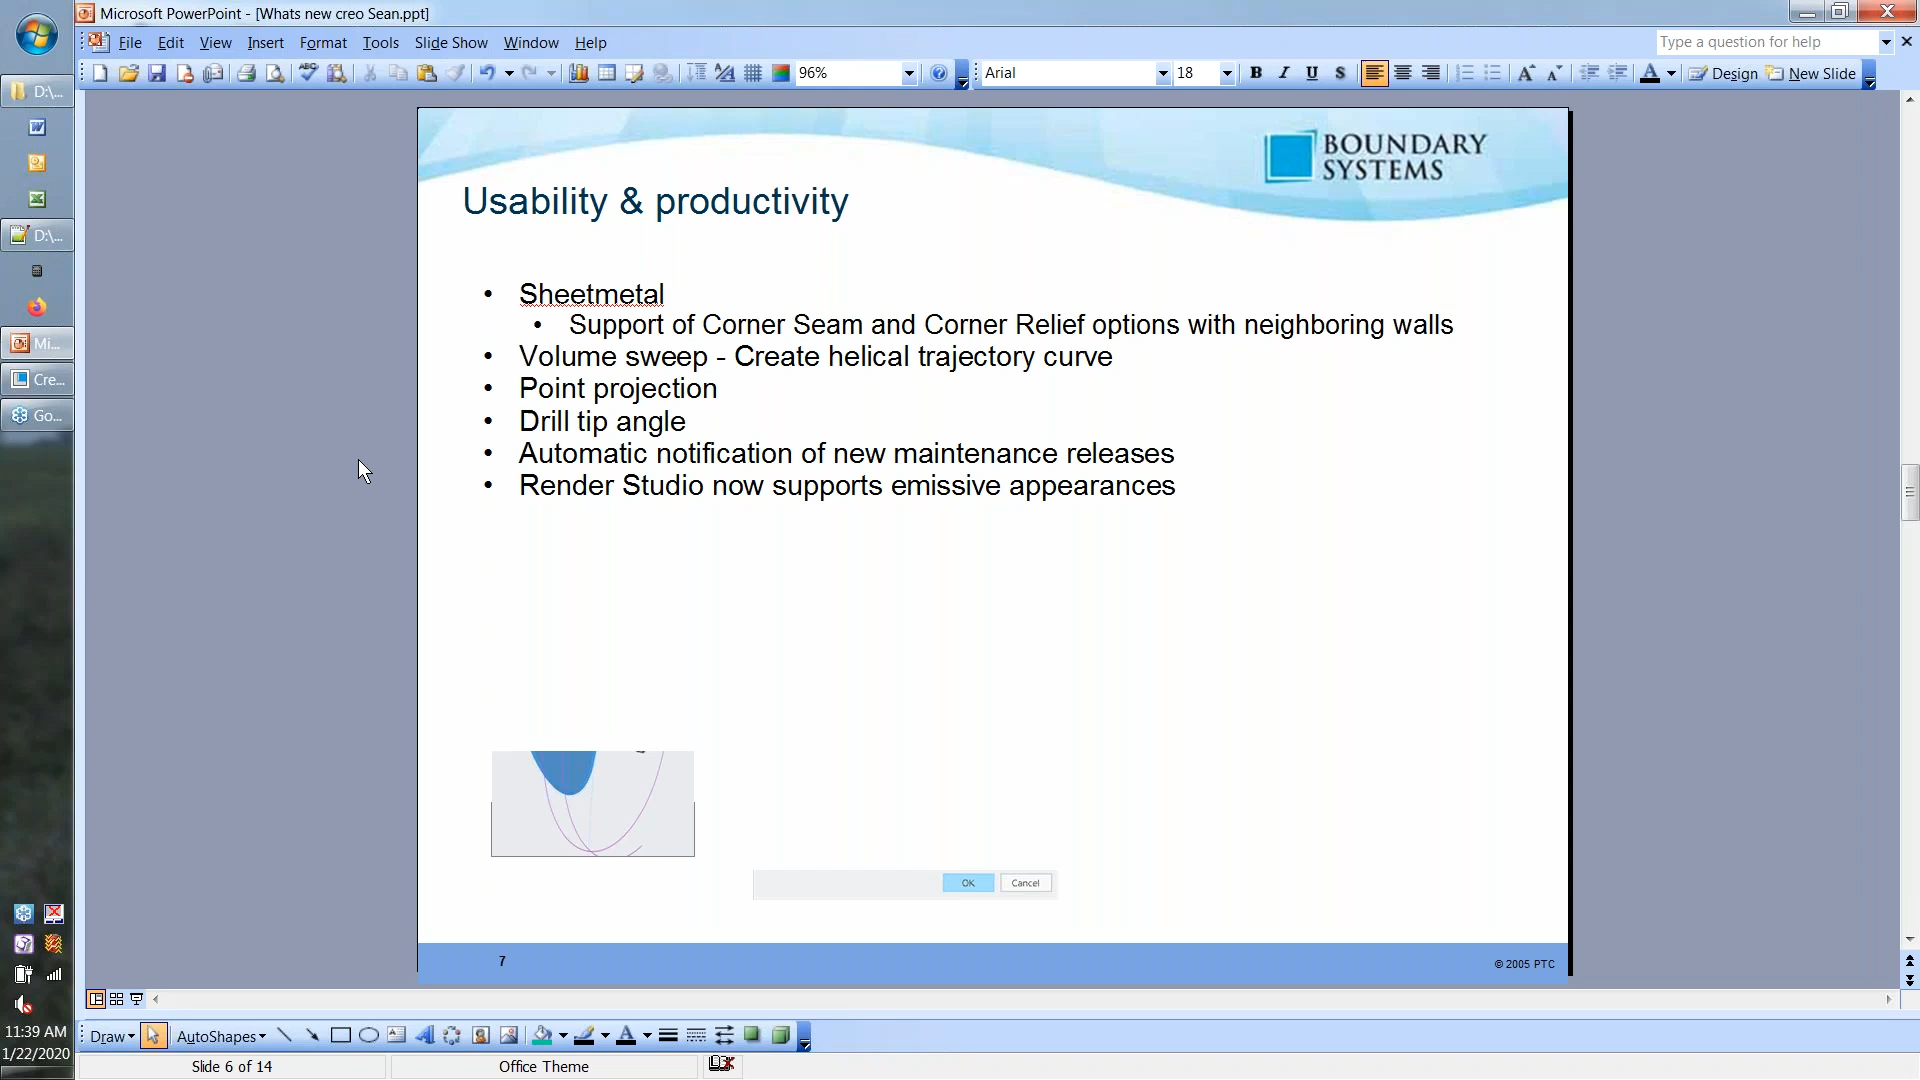 Microsoft PowerPoint - [Whats new creo Sean.ppt]
File Edit View Insert Format Tools Slide Show Window Help
Type a question for help
96%
Arial
18
B I U S
A A
A
Design
New Slide
D:\...
D:\...
Mi...
Cre...
Go...
BOUNDARY
SYSTEMS
Usability & productivity
• Sheetmetal
• Support of Corner Seam and Corner Relief options with neighboring walls
• Volume sweep - Create helical trajectory curve
• Point projection
• Drill tip angle
• Automatic notification of new maintenance releases
• Render Studio now supports emissive appearances
OK
Cancel
7
© 2005 PTC
Draw
AutoShapes
A
11:39 AM
1/22/2020
Slide 6 of 14
Office Theme